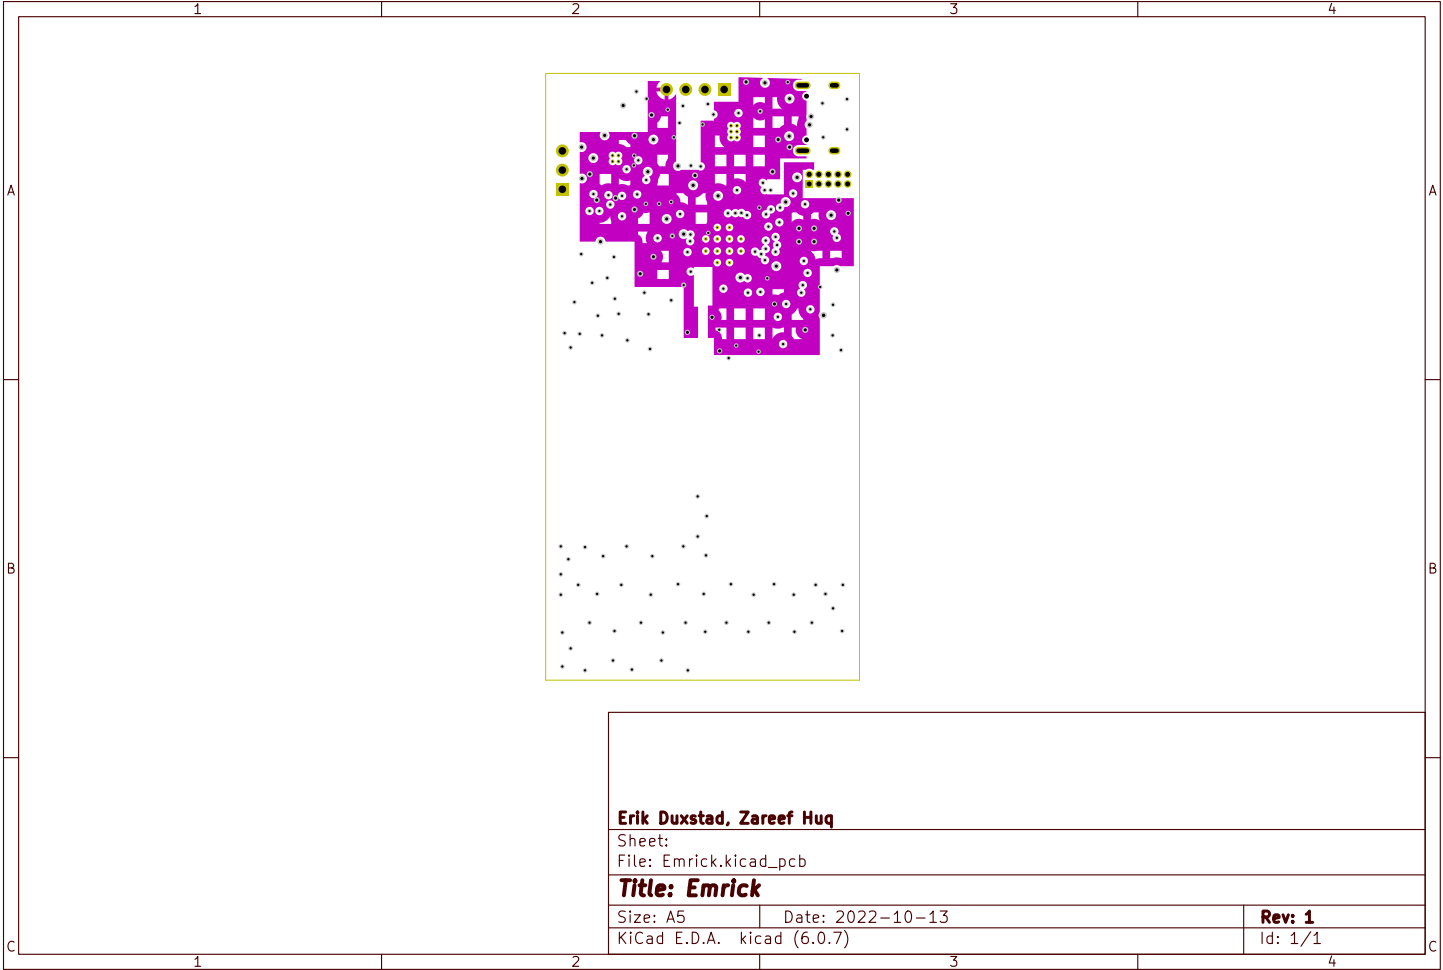 1 2 3 4
A A
B B
Erik Duxstad, Zareef Huq
Sheet:
File: Emrick.kicad_pcb
Title: Emrick
Size: A5 Date: 2022-10-13 Rev: 1
KiCad E.D.A. kicad (6.0.7) Id: 1/1
C C
1 2 3 4